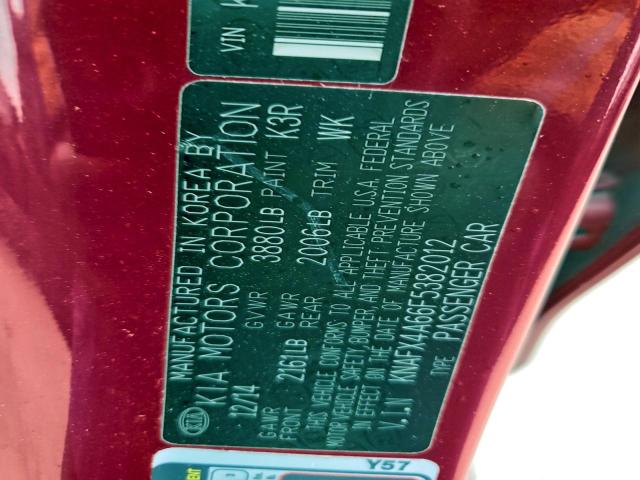 VIN
MANUFACTURED IN KOREA BY
KIA MOTORS CORPORATION
12/14 GVWR 3880LB PAINT K3R
GAWR FRONT 2161LB GAWR REAR 2006LB TRIM WK
THIS VEHICLE CONFORMS TO ALL APPLICABLE U.S.A. FEDERAL
MOTOR VEHICLE SAFETY, BUMPER, AND THEFT PREVENTION STANDARDS
IN EFFECT ON THE DATE OF MANUFACTURE SHOWN ABOVE
V.I.N KNAFX4A66F5382012
TYPE PASSENGER CAR
KIA
Y57